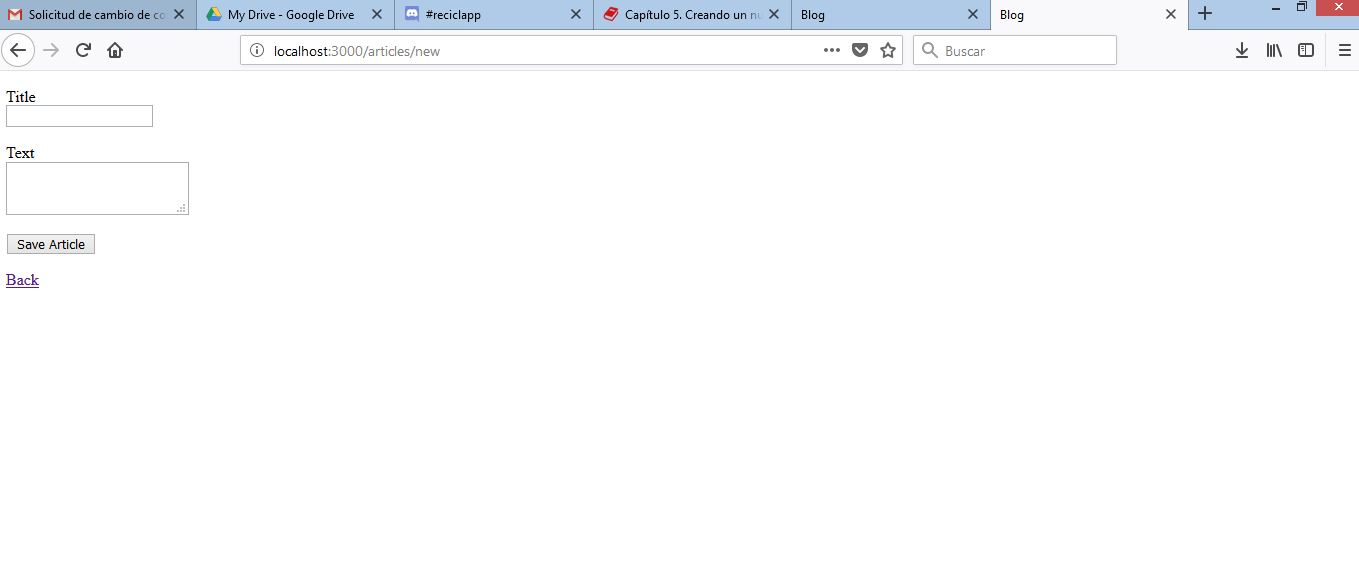 Solicitud de cambio de co
My Drive - Google Drive
#reciclapp
Capítulo 5. Creando un nu
Blog
Blog
localhost:3000/articles/new
Buscar
Title
Text
Save Article
Back